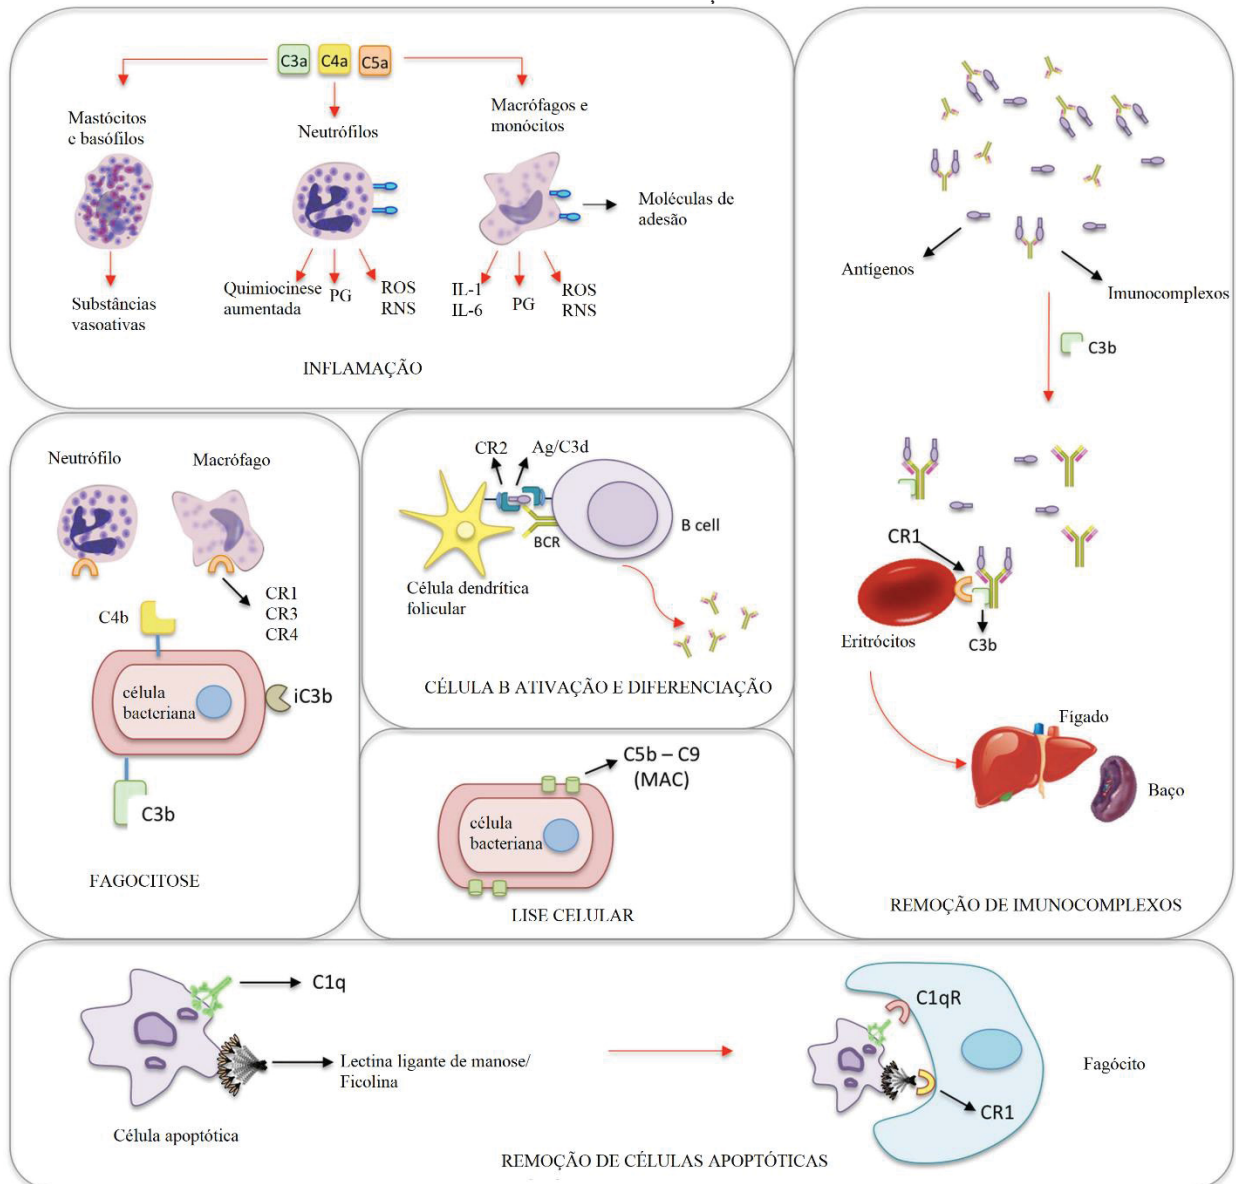 C3a
C4a
C5a
Mastócitos
e basófilos
Neutrófilos
Macrófagos e
monócitos
Moléculas de
adesão
Substâncias
vasoativas
Quimiocinese
aumentada
PG
ROS
RNS
IL-1
IL-6
PG
ROS
RNS
INFLAMAÇÃO
Antígenos
Imunocomplexos
C3b
CR1
Eritrócitos
C3b
Fígado
Baço
REMOÇÃO DE IMUNOCOMPLEXOS
Neutrófilo
Macrófago
CR1
CR3
CR4
C4b
célula
bacteriana
iC3b
C3b
FAGOCITOSE
CR2
Ag/C3d
B cell
BCR
Célula dendrítica
folicular
CÉLULA B ATIVAÇÃO E DIFERENCIAÇÃO
C5b – C9
(MAC)
célula
bacteriana
LISE CELULAR
C1q
Lectina ligante de manose/
Ficolina
Célula apoptótica
C1qR
Fagócito
CR1
REMOÇÃO DE CÉLULAS APOPTÓTICAS